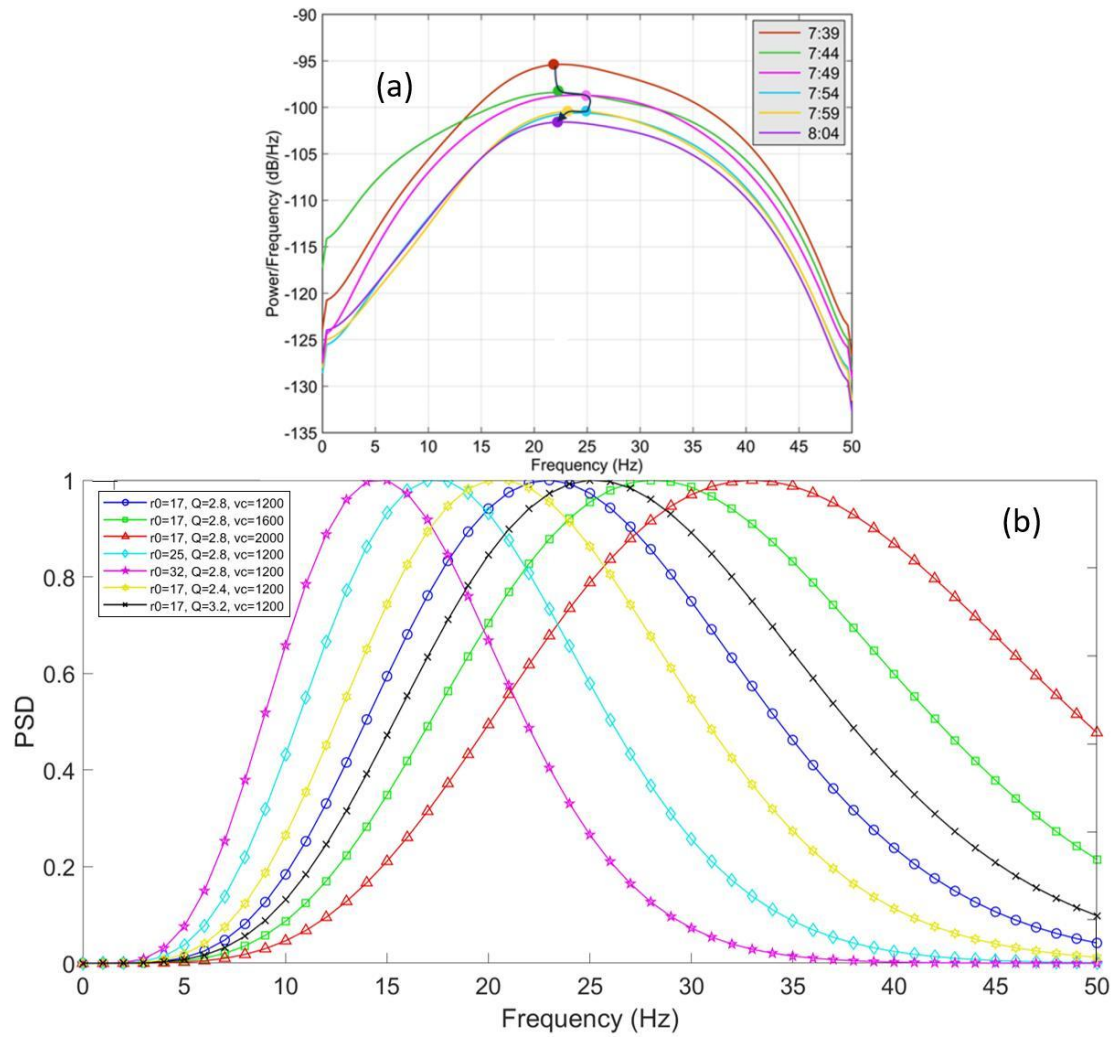 -90
-95
-100
-105
-110
-115
-120
-125
-130
-135
Power/Frequency (dB/Hz)
(a)
7:39
7:44
7:49
7:54
7:59
8:04
0 5 10 15 20 25 30 35 40 45 50
Frequency (Hz)
1
0.8
0.6
0.4
0.2
0
PSD
r0=17, Q=2.8, vc=1200
r0=17, Q=2.8, vc=1600
r0=17, Q=2.8, vc=2000
r0=25, Q=2.8, vc=1200
r0=32, Q=2.8, vc=1200
r0=17, Q=2.4, vc=1200
r0=17, Q=3.2, vc=1200
(b)
0 5 10 15 20 25 30 35 40 45 50
Frequency (Hz)